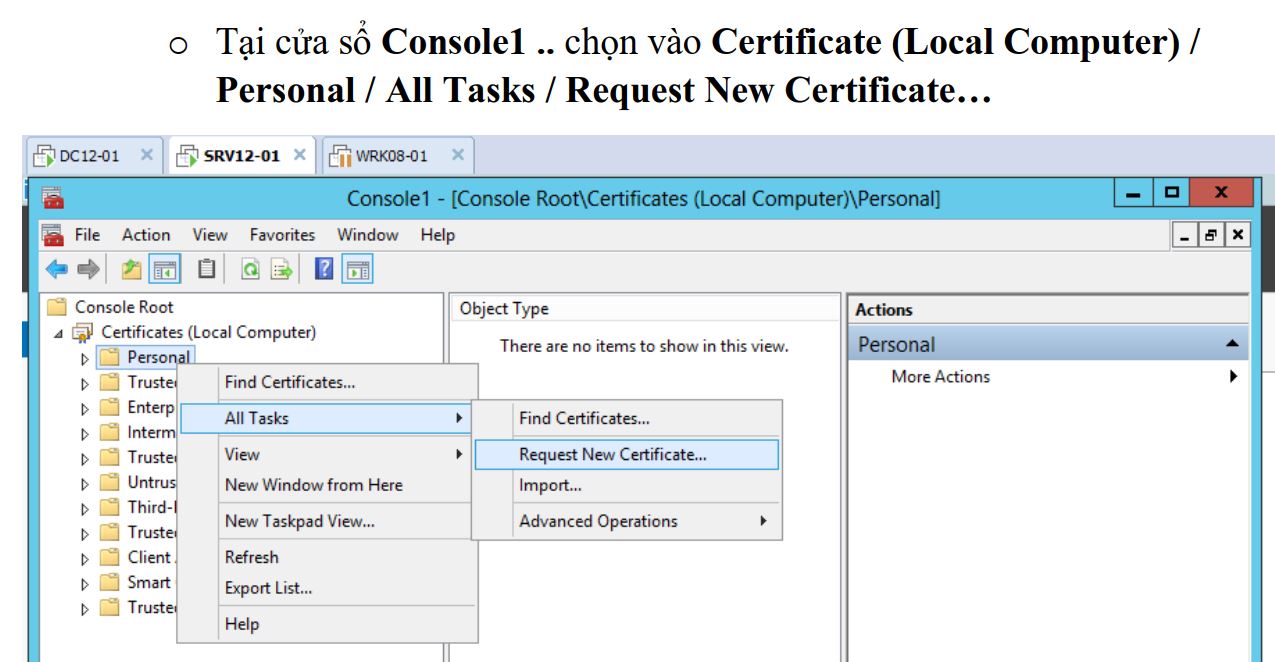 o Tại cửa sổ Console1 .. chọn vào Certificate (Local Computer) /
Personal / All Tasks / Request New Certificate…
DC12-01
SRV12-01
WRK08-01
Console1 - [Console Root\Certificates (Local Computer)\Personal]
File Action View Favorites Window Help
Console Root
Certificates (Local Computer)
Personal
Truste
Enterp
Interm
Truste
Untrus
Third-
Truste
Client
Smart
Truste
Find Certificates...
All Tasks
View
New Window from Here
New Taskpad View...
Refresh
Export List...
Help
Find Certificates...
Request New Certificate...
Import...
Advanced Operations
Object Type
There are no items to show in this view.
Actions
Personal
More Actions